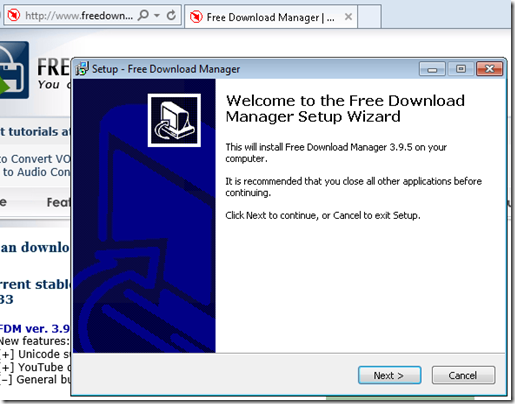 http://www.freedown...
Free Download Manager | ...
FRE
You c
Setup - Free Download Manager
Welcome to the Free Download
Manager Setup Wizard
This will install Free Download Manager 3.9.5 on your
computer.
It is recommended that you close all other applications before
continuing.
Click Next to continue, or Cancel to exit Setup.
Next >
Cancel
t tutorials at
to Convert VO
to Audio Con
e
Feat
an downlo
rrent stable
33
FDM ver. 3.9
New features:
[+] Unicode su
[+] YouTube d
[-] General bu